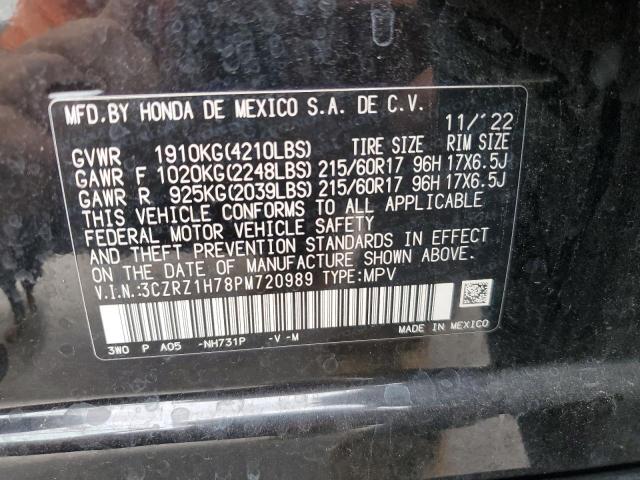 MFD. BY HONDA DE MEXICO S.A. DE C.V.
11/'22
GVWR 1910KG(4210LBS) TIRE SIZE RIM SIZE
GAWR F 1020KG(2248LBS) 215/60R17 96H 17X6.5J
GAWR R 925KG(2039LBS) 215/60R17 96H 17X6.5J
THIS VEHICLE CONFORMS TO ALL APPLICABLE
FEDERAL MOTOR VEHICLE SAFETY
AND THEFT PREVENTION STANDARDS IN EFFECT
ON THE DATE OF MANUFACTURE SHOWN ABOVE.
V.I.N.:3CZRZ1H78PM720989 TYPE:MPV
MADE IN MEXICO
3W0 P A05 -NH731P -V -M